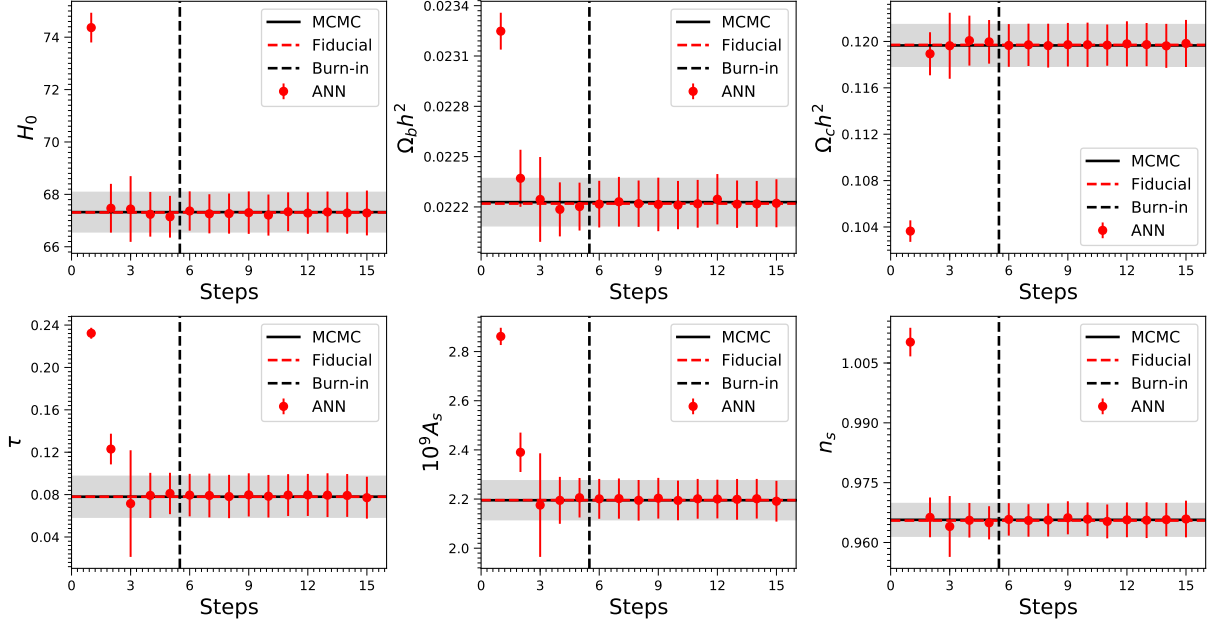 74
72
70
68
66
H₀
0
3
6
9
12
15
Steps
MCMC
Fiducial
Burn-in
ANN
0.0234
0.0231
0.0228
0.0225
0.0222
Ω_b h²
0
3
6
9
12
15
Steps
MCMC
Fiducial
Burn-in
ANN
0.120
0.116
0.112
0.108
0.104
Ω_c h²
0
3
6
9
12
15
Steps
MCMC
Fiducial
Burn-in
ANN
0.24
0.20
0.16
0.12
0.08
0.04
τ
0
3
6
9
12
15
Steps
MCMC
Fiducial
Burn-in
ANN
2.8
2.6
2.4
2.2
2.0
10⁹A_s
0
3
6
9
12
15
Steps
MCMC
Fiducial
Burn-in
ANN
1.005
0.990
0.975
0.960
n_s
0
3
6
9
12
15
Steps
MCMC
Fiducial
Burn-in
ANN